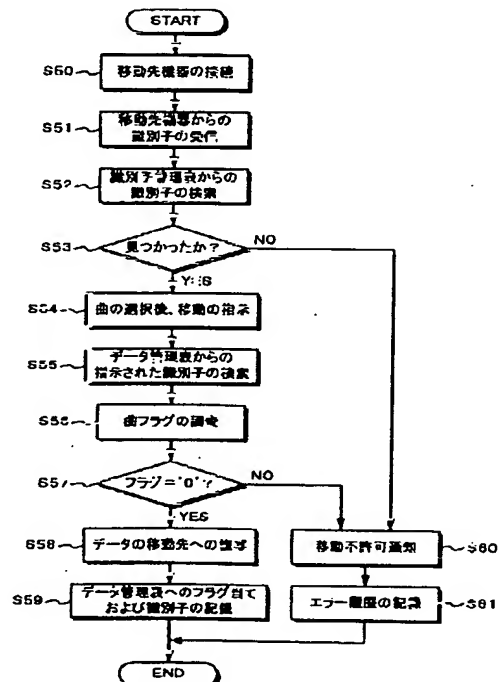 START
S50
移動先機器の接続
S51
移動先機器からの
識別子の受信
S52
識別子管理表からの
識別子の検索
S53
見つかったか?
NO
YES
S54
曲の選択後、移動の指示
S55
データ管理表からの
指示された識別子の検索
S56
曲フラグの調査
S57
フラグ="0"?
NO
YES
S58
データの移動先への複写
移動不許可通知
S60
S59
データ管理表へのフラグ当て
および識別子の記録
エラー履歴の記録
S61
END